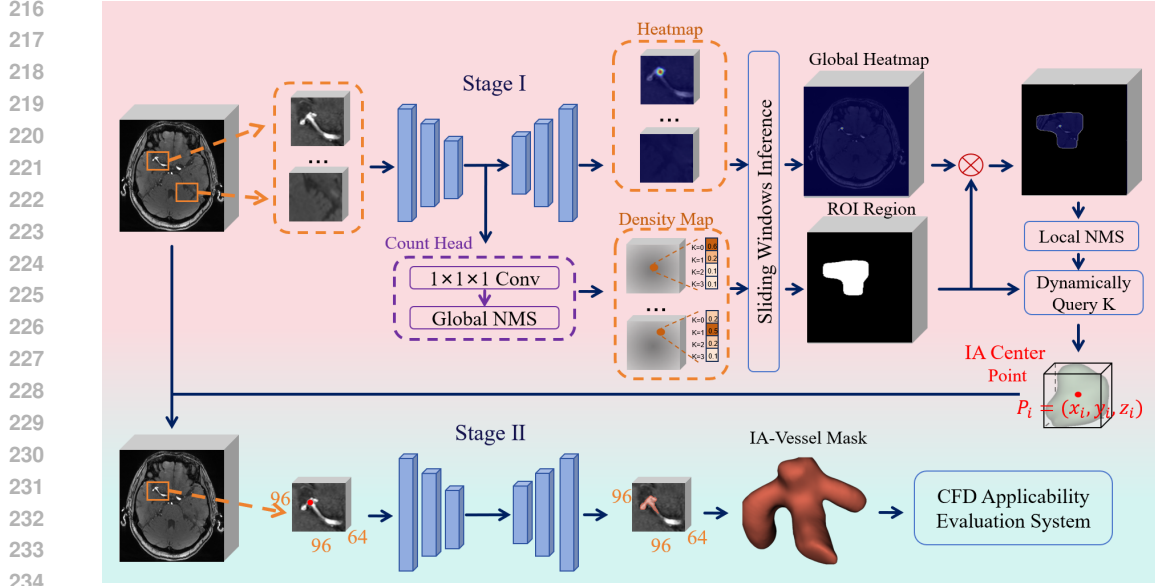 216
217
218
219
220
221
222
223
224
225
226
227
228
229
230
231
232
233
234
Stage I
...
Heatmap
...
Count Head
1×1×1 Conv
Global NMS
Density Map
K=0 0.6
K=1 0.2
K=2 0.1
K=3 0.1
...
K=0 0.2
K=1 0.5
K=2 0.2
K=3 0.1
Sliding Windows Inference
Global Heatmap
ROI Region
Local NMS
Dynamically
Query K
IA Center
Point
P_i = (x_i, y_i, z_i)
Stage II
96
96
64
96
96
64
IA-Vessel Mask
CFD Applicability
Evaluation System